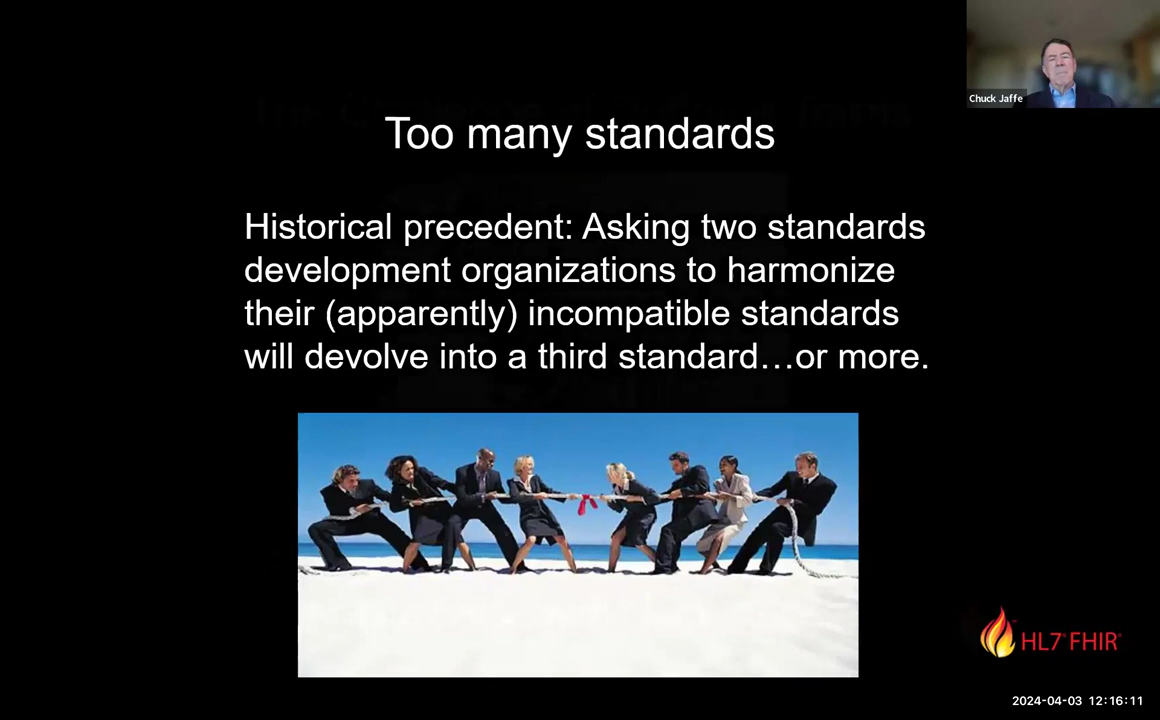 Chuck Jaffe
Too many standards
Historical precedent: Asking two standards
development organizations to harmonize
their (apparently) incompatible standards
will devolve into a third standard…or more.
HL7® FHIR®
2024-04-03 12:16:11